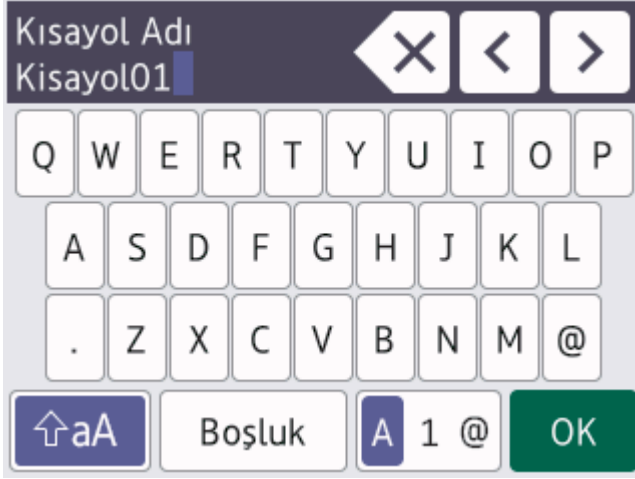 Kısayol Adı
Kisayol01
Q W E R T Y U I O P
A S D F G H J K L
. Z X C V B N M @
aA Boşluk A 1 @ OK